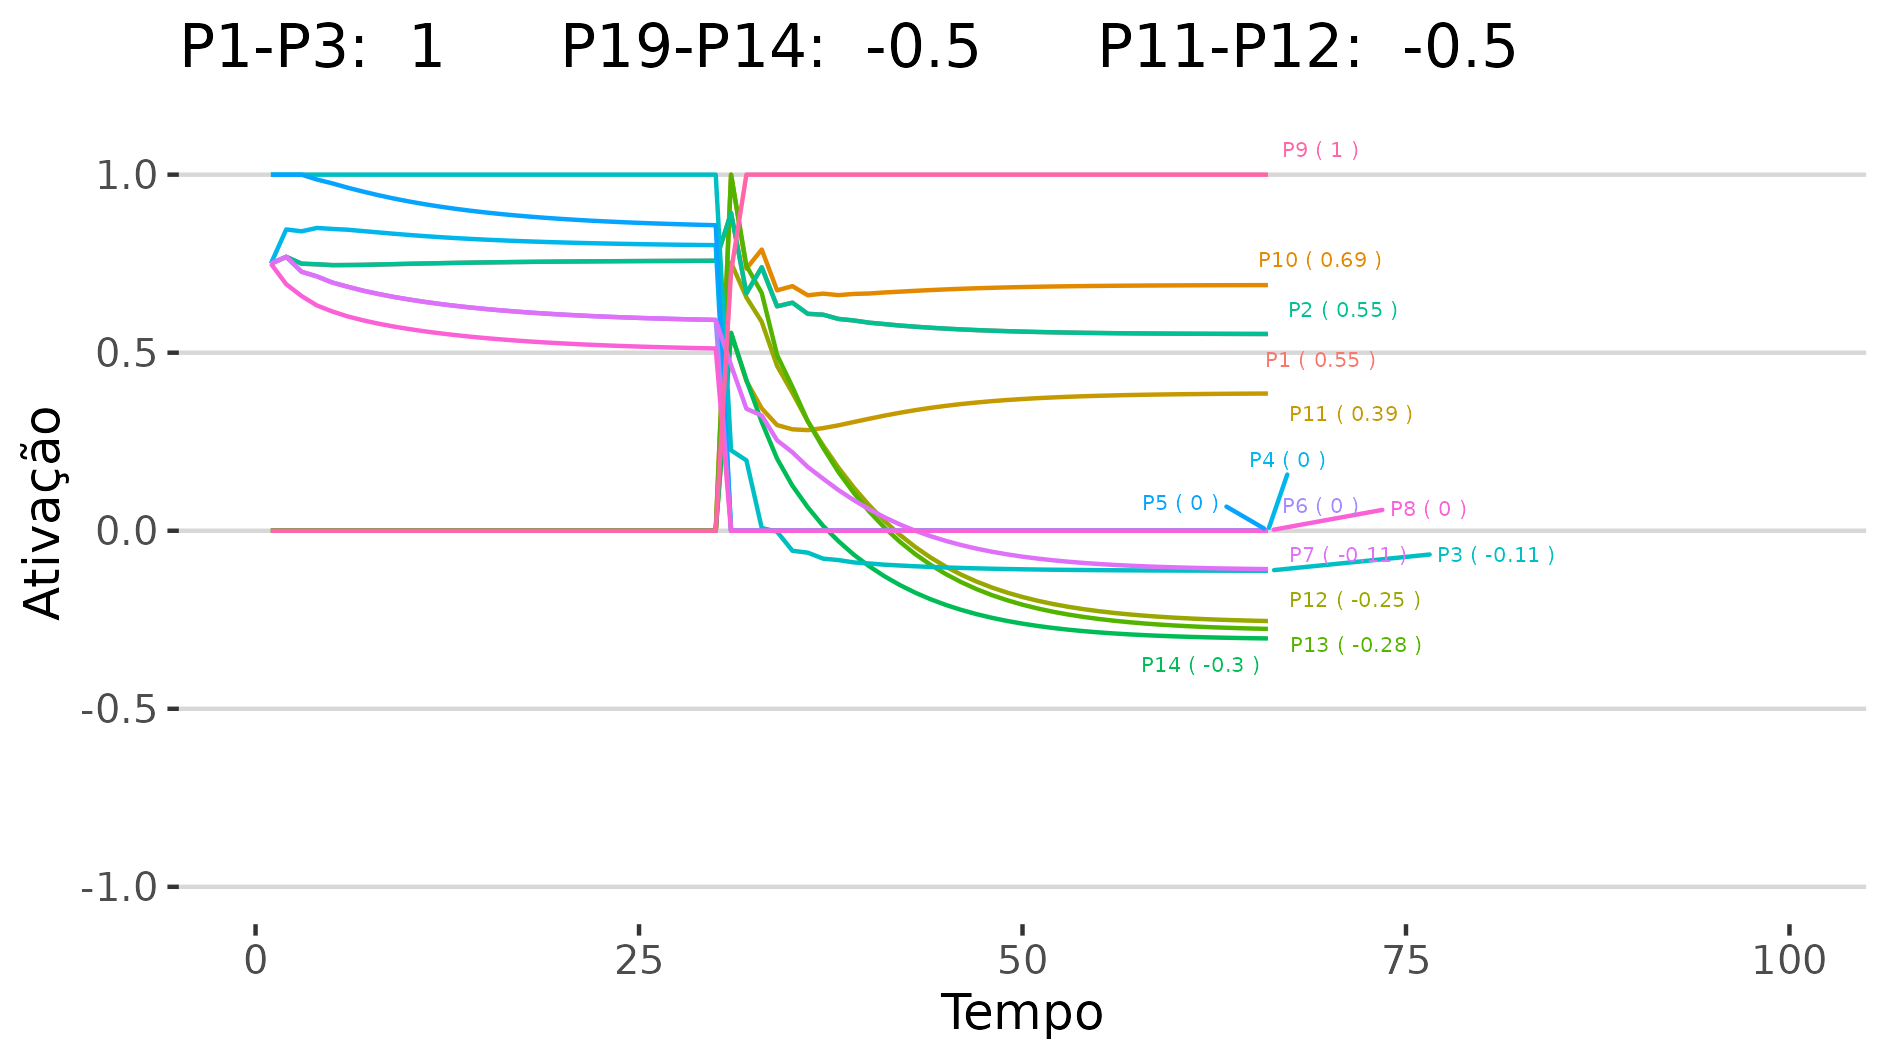 P1-P3:  1      P19-P14:  -0.5      P11-P12:  -0.5
P9 ( 1 )
1.0
P10 ( 0.69 )
P2 ( 0.55 )
0.5
P1 ( 0.55 )
P11 ( 0.39 )
P4 ( 0 )
P5 ( 0 )
P6 ( 0 )
P8 ( 0 )
0.0
P7 ( -0.11 )
P3 ( -0.11 )
P12 ( -0.25 )
P13 ( -0.28 )
P14 ( -0.3 )
-0.5
-1.0
Ativação
0 25 50 75 100
Tempo